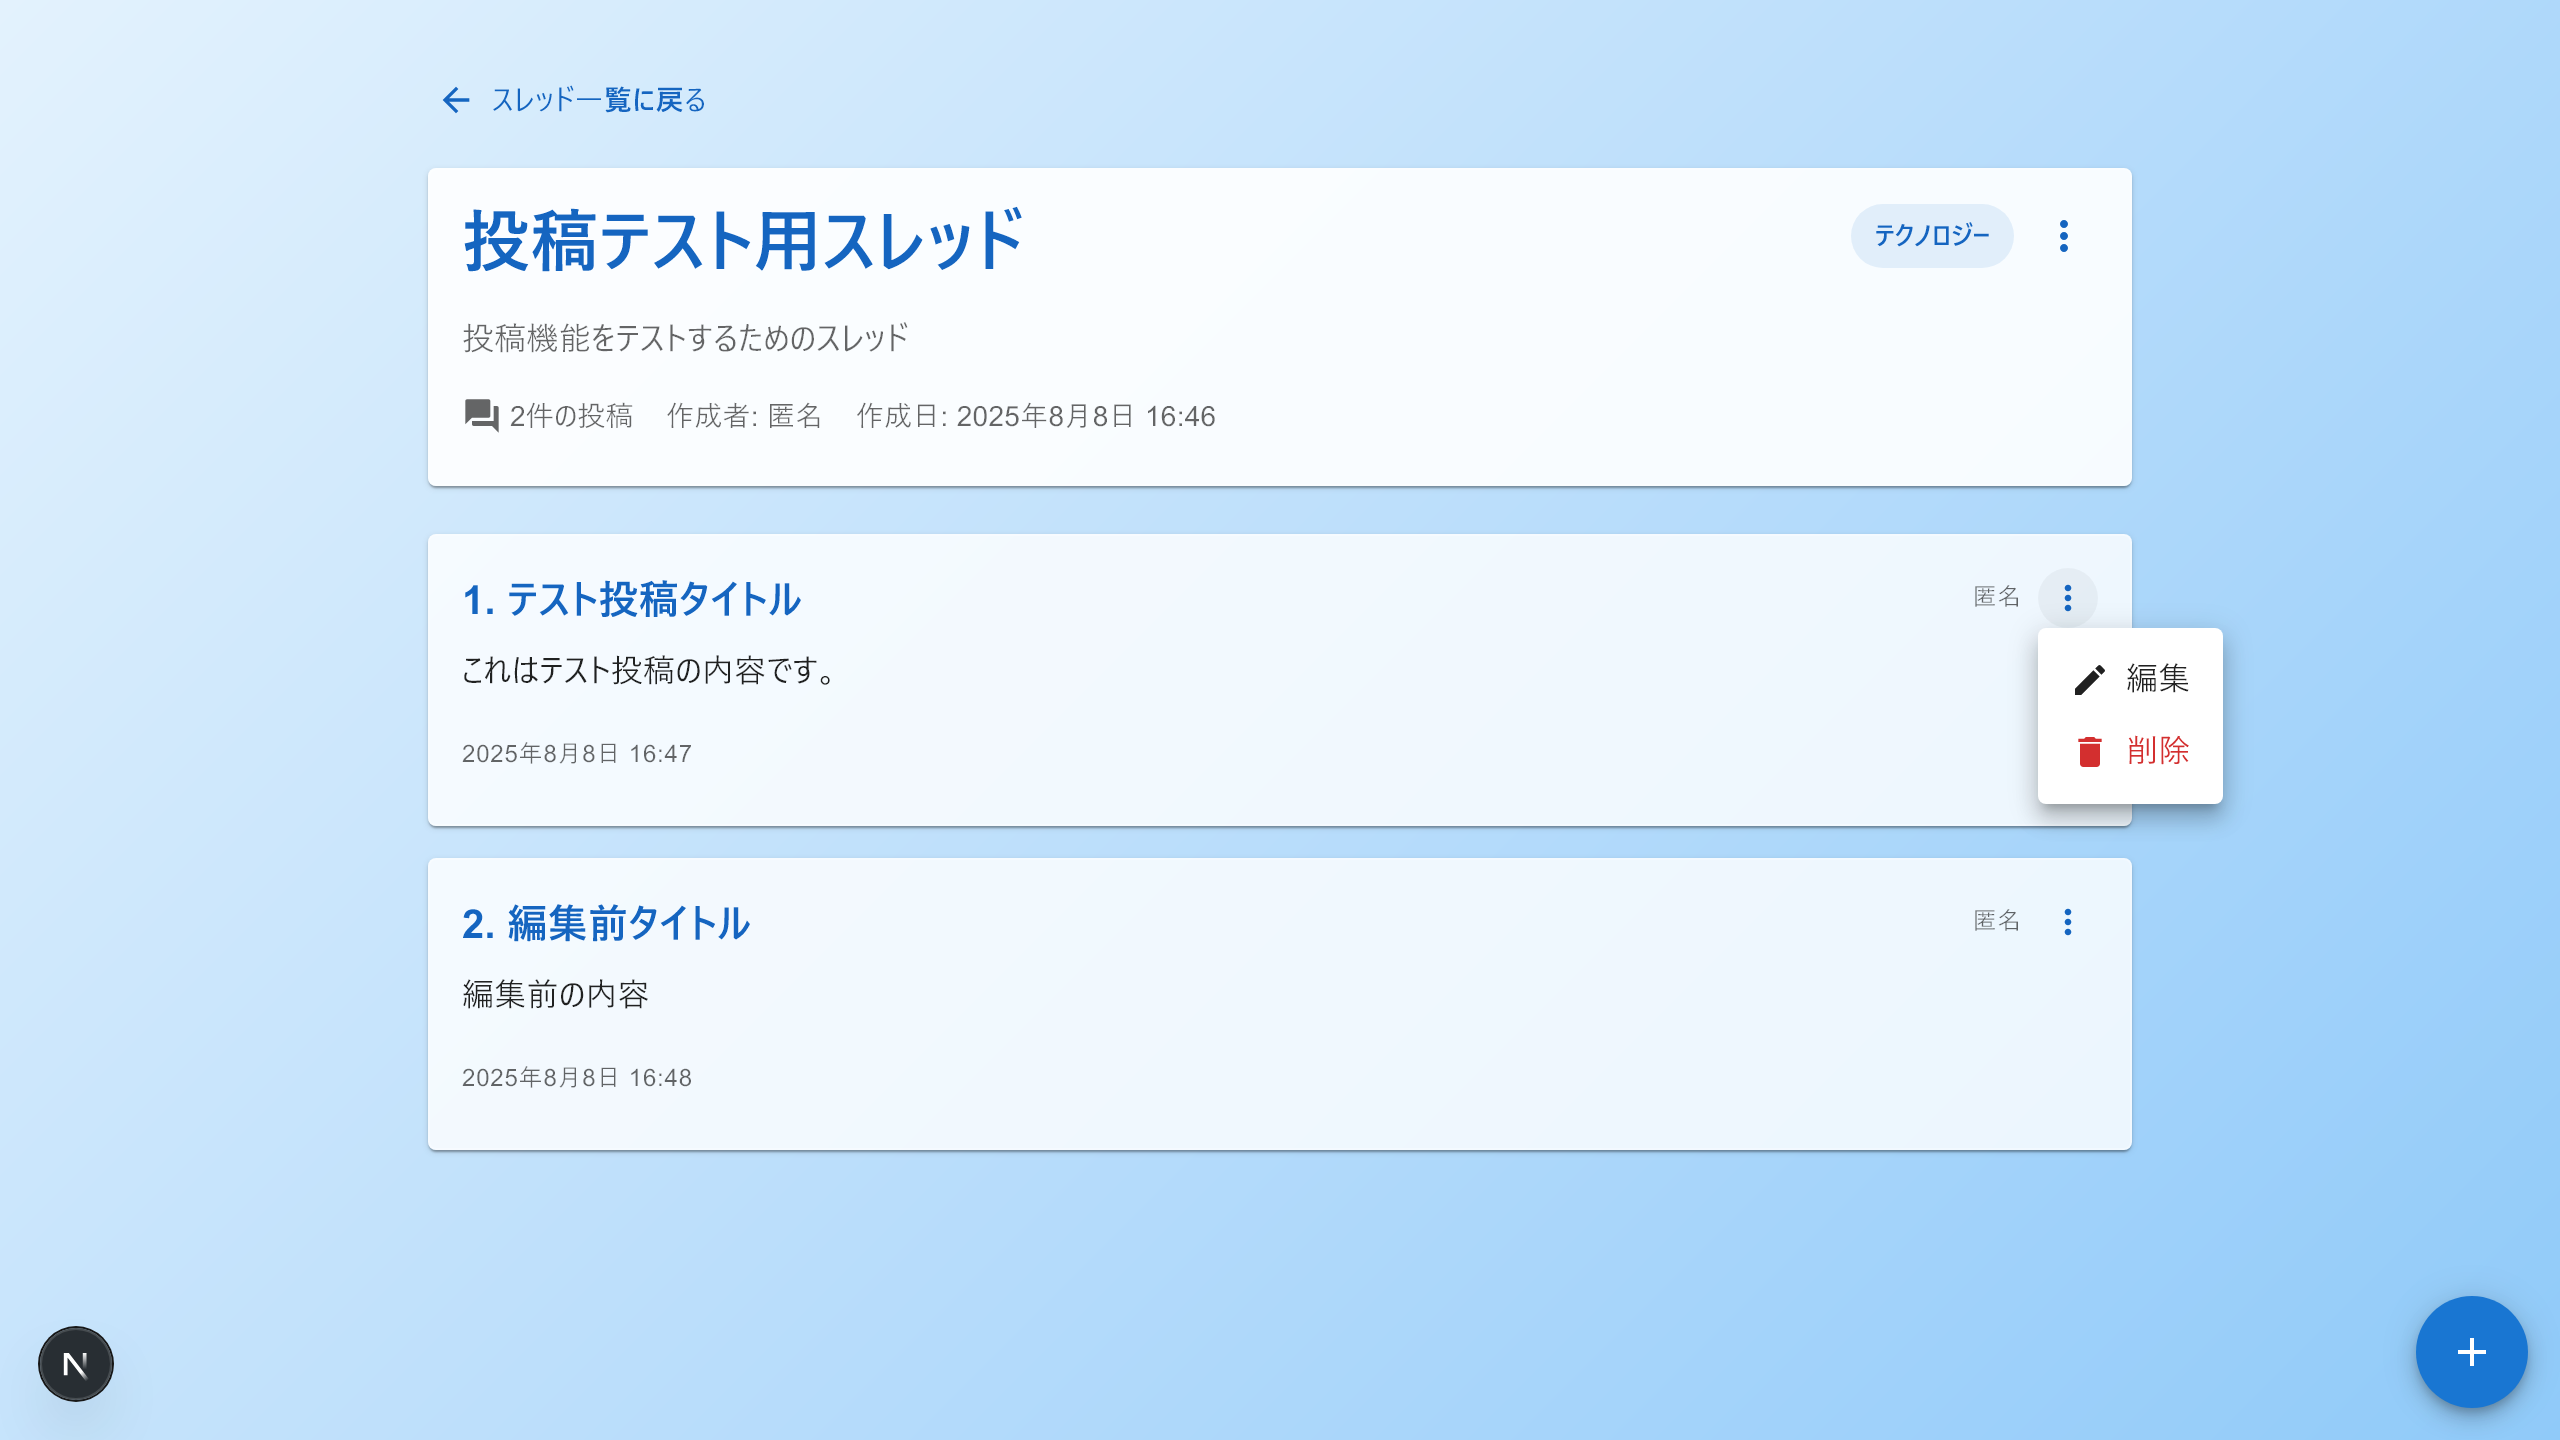 スレッド一覧に戻る
投稿テスト用スレッド
テクノロジー
投稿機能をテストするためのスレッド
2件の投稿 作成者: 匿名 作成日: 2025年8月8日 16:46
1. テスト投稿タイトル
匿名
これはテスト投稿の内容です。
編集
削除
2025年8月8日 16:47
2. 編集前タイトル
匿名
編集前の内容
2025年8月8日 16:48
N